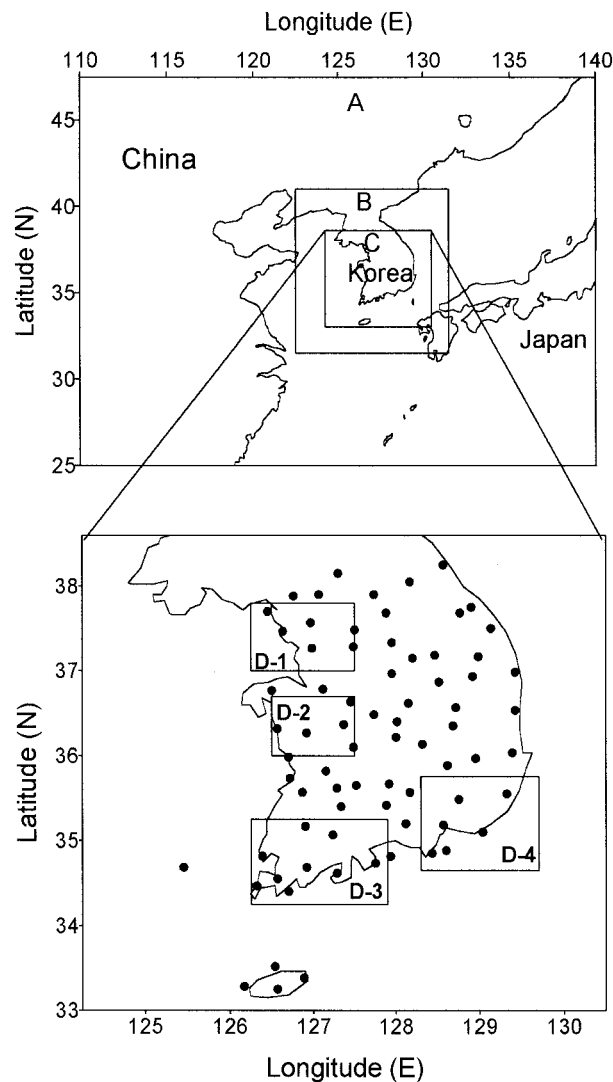 Longitude (E)
110 115 120 125 130 135 140
A
45
China
40
B
C
Korea
35
Japan
30
25
Latitude (N)
38
37
D-1
D-2
36
35
D-4
D-3
34
33
Latitude (N)
125 126 127 128 129 130
Longitude (E)